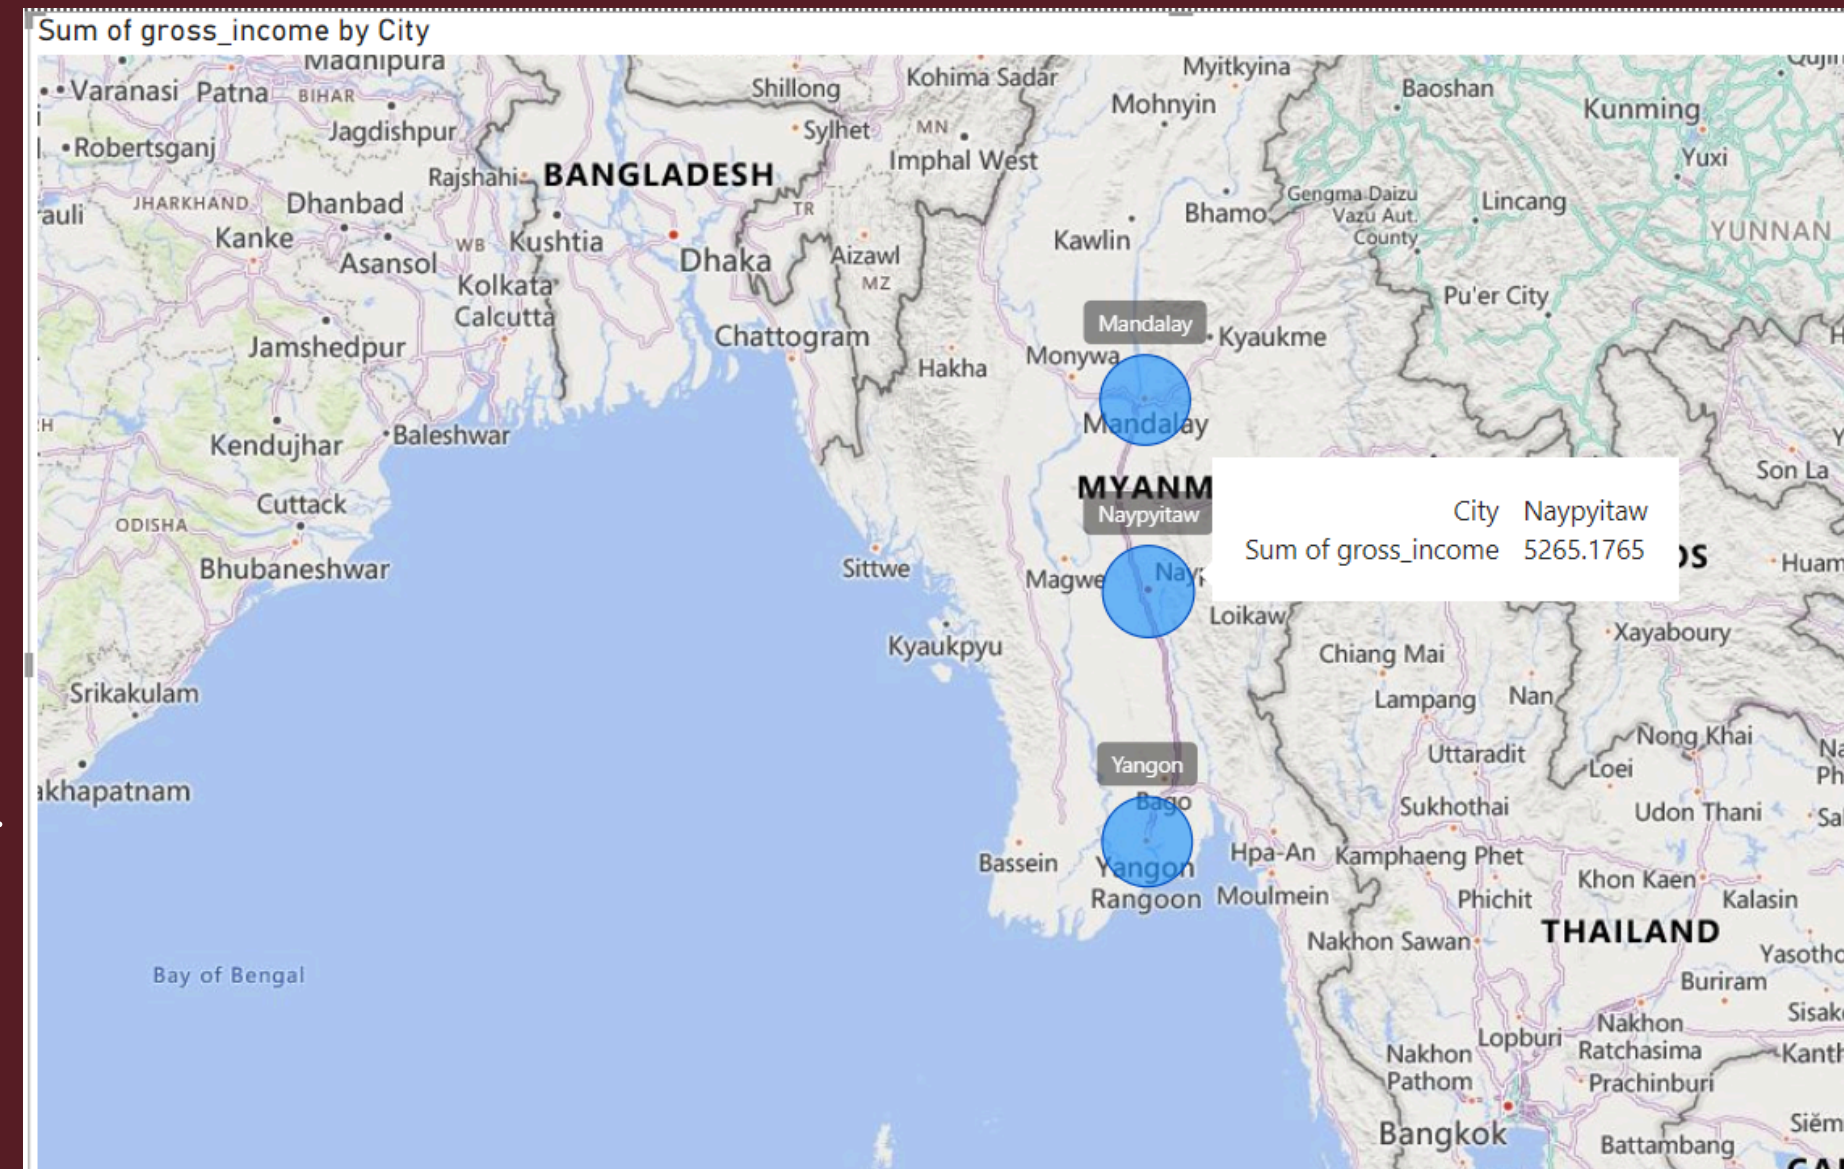 Sum of gross_income by City
Madhipura
Varanasi
Patna
BIHAR
Shillong
Kohima Sadar
Myitkyina
Baoshan
Mohnyin
Kunming
Jagdishpur
Sylhet
MN
Robertsganj
Imphal West
Yuxi
Rajshahi
BANGLADESH
JHARKHAND
Dhanbad
TR
Gengma Daizu
Vazu Aut.
County
Lincang
Bhamo
YUNNAN
Kanke
WB
Kushtia
Kawlin
Asansol
Dhaka
Aizawl
MZ
Kolkata
Calcutta
Pu'er City
Mandalay
Chattogram
Kyaukme
Jamshedpur
Monywa
Hakha
Mandalay
Kendujhar
Baleshwar
Son La
MYANM
Naypyitaw
City Naypyitaw
Sum of gross_income 5265.1765
Cuttack
ODISHA
Bhubaneshwar
Sittwe
Magwe
Loikaw
Kyaukpyu
Xayaboury
Chiang Mai
Srikakulam
Lampang
Nan
Nong Khai
Yangon
Uttaradit
Loei
akhapatnam
Bago
Sukhothai
Udon Thani
Bassein
Yangon
Rangoon
Hpa-An
Kamphaeng Phet
Khon Kaen
Moulmein
Phichit
Kalasin
Nakhon Sawan
THAILAND
Bay of Bengal
Buriram
Lopburi
Nakhon
Ratchasima
Nakhon
Pathom
Prachinburi
Bangkok
Battambang